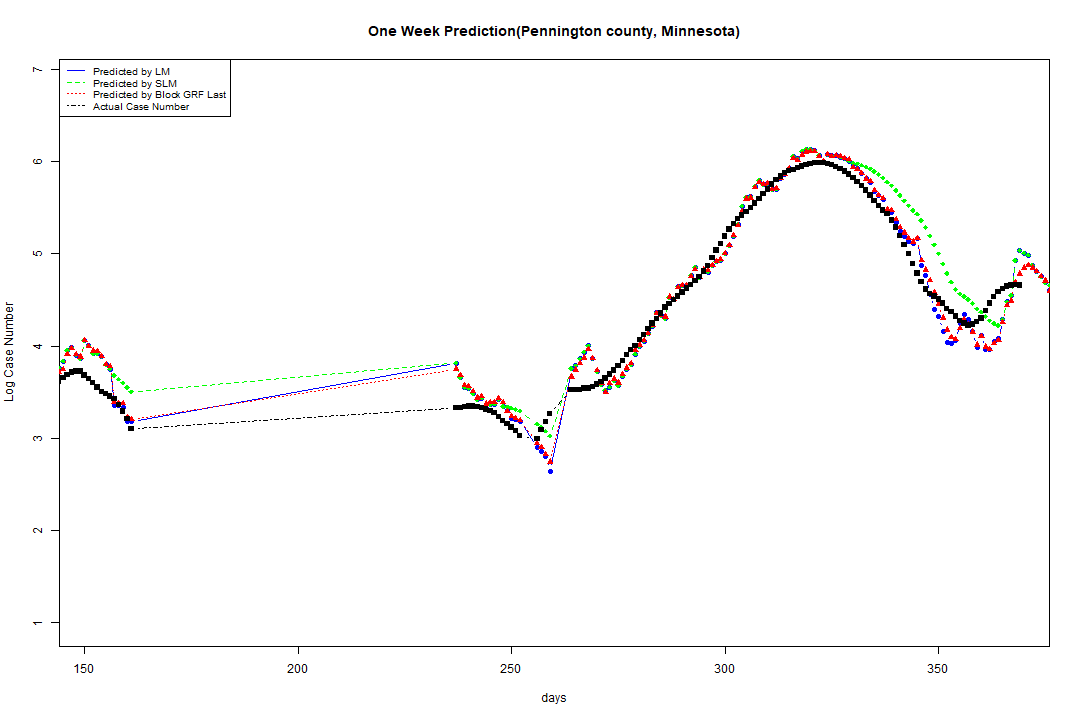 One Week Prediction(Pennington county, Minnesota)
Predicted by LM
Predicted by SLM
Predicted by Block GRF Last
Actual Case Number
Log Case Number
7
6
5
4
3
2
1
150 200 250 300 350
days